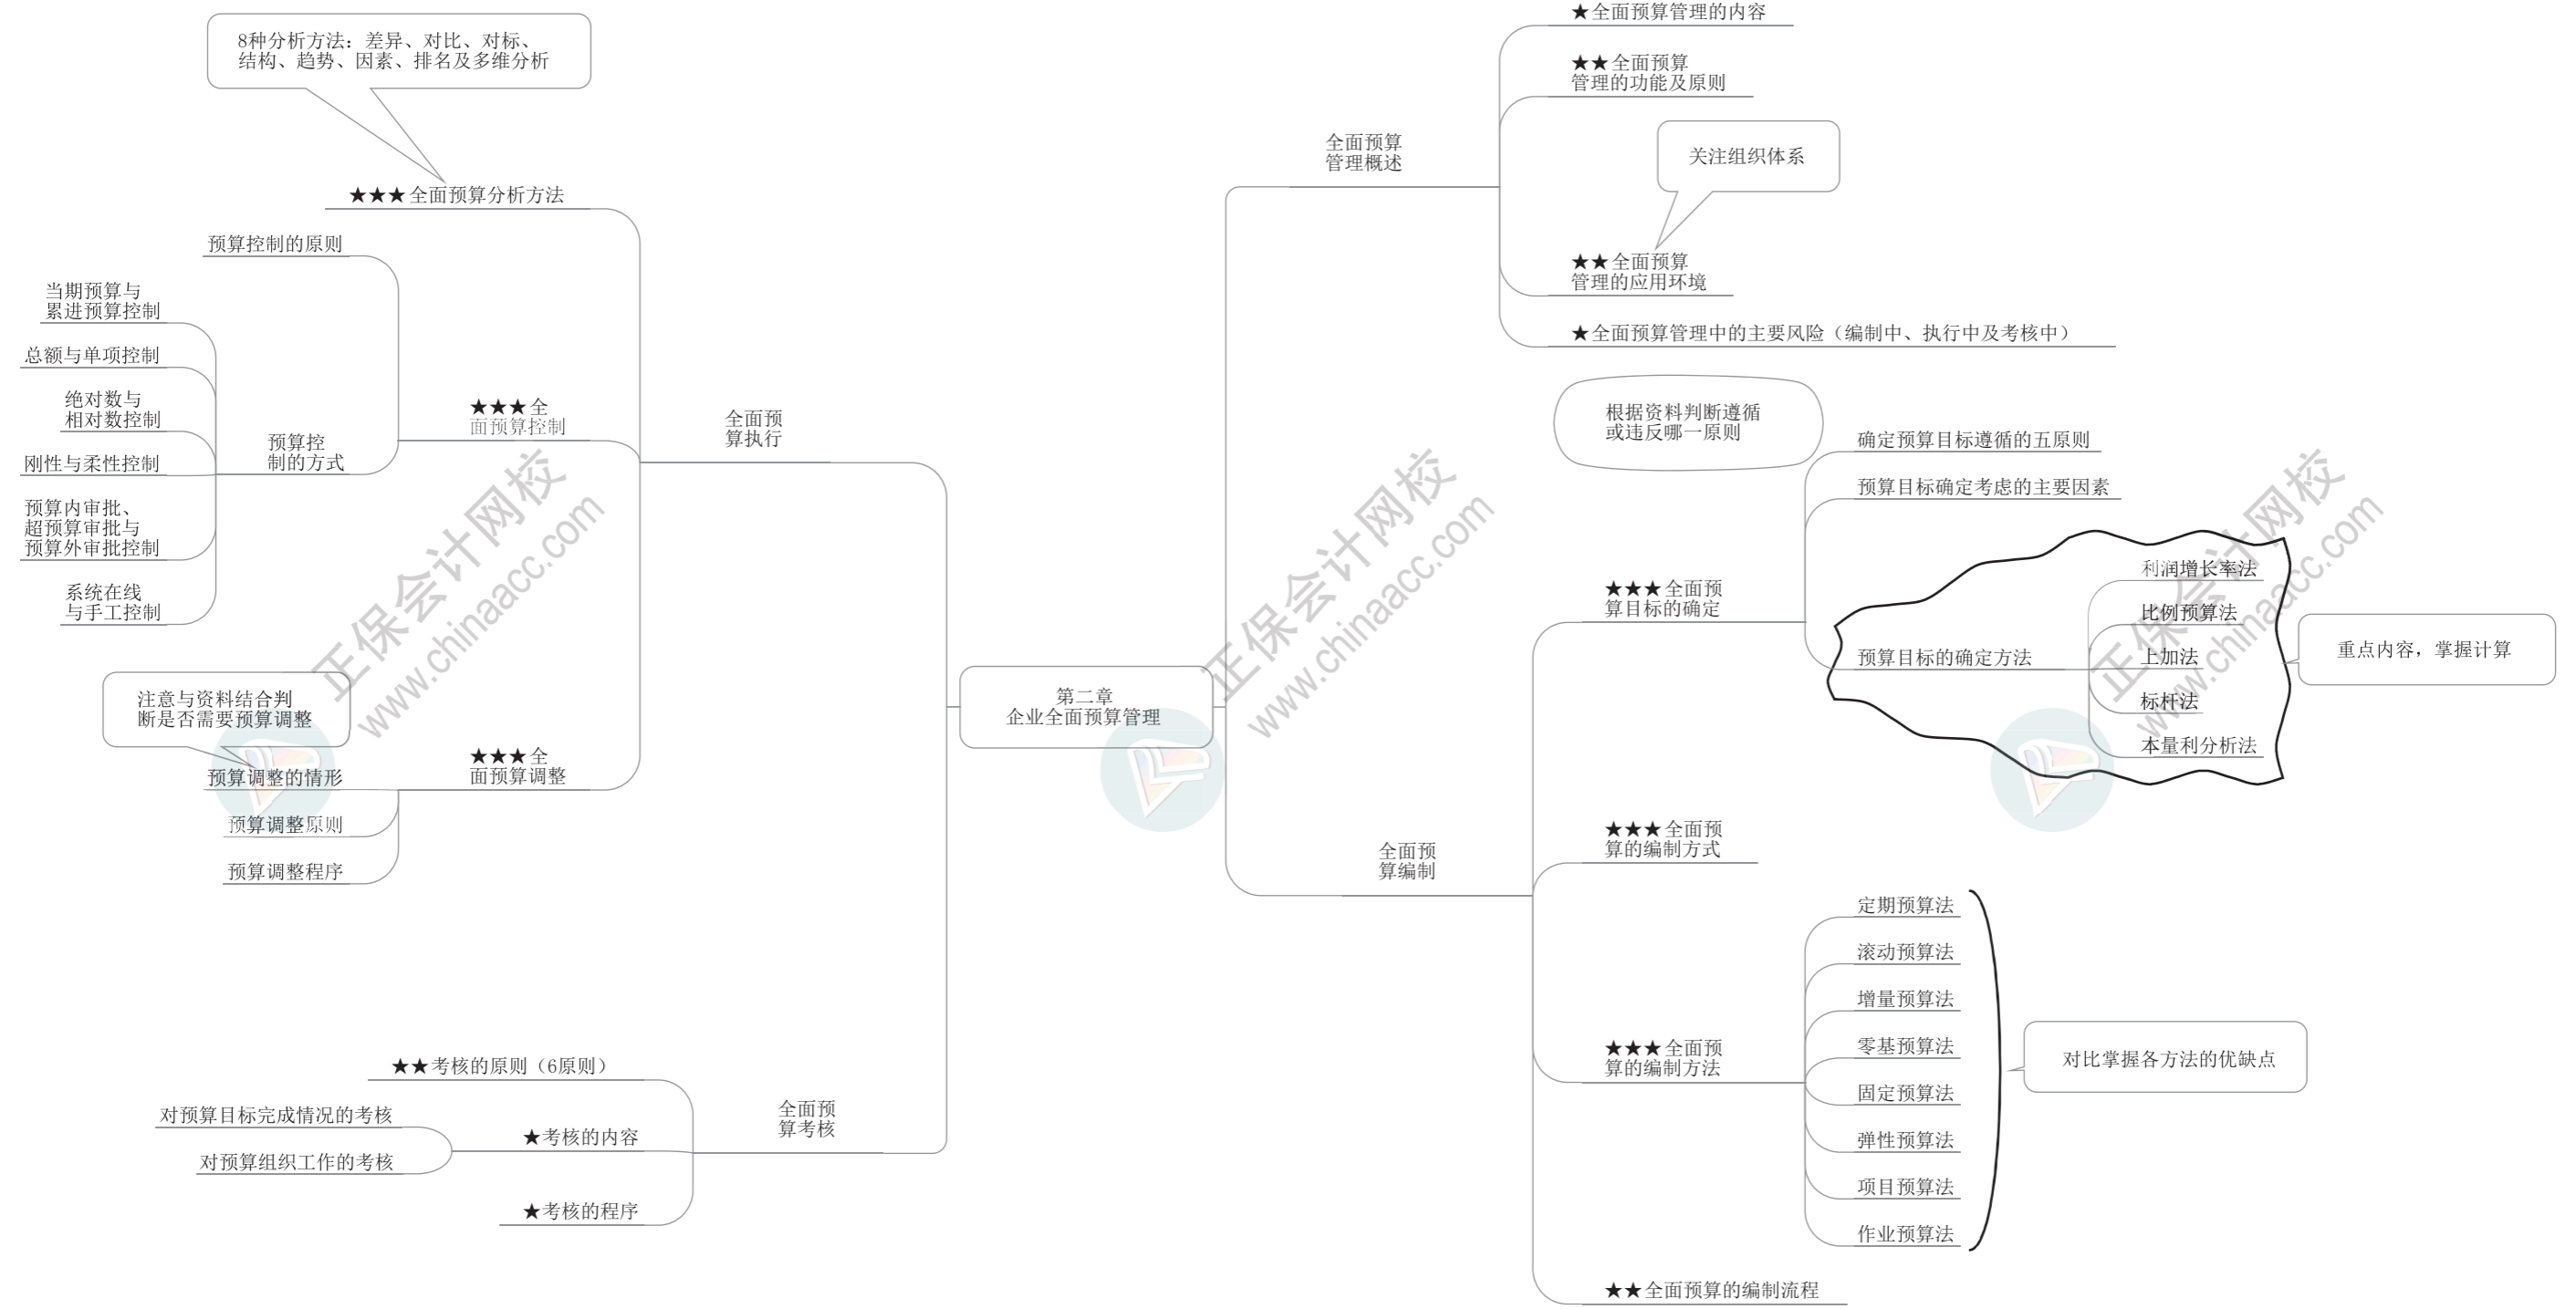 第二章
企业全面预算管理
全面预算
管理概述
★全面预算管理的内容
★★全面预算
管理的功能及原则
关注组织体系
★★全面预算
管理的应用环境
★全面预算管理中的主要风险（编制中、执行中及考核中）
全面预
算编制
★★★全面预
算目标的确定
根据资料判断遵循
或违反哪一原则
确定预算目标遵循的五原则
预算目标确定考虑的主要因素
预算目标的确定方法
利润增长率法
比例预算法
上加法
标杆法
本量利分析法
重点内容，掌握计算
★★★全面预
算的编制方式
★★★全面预
算的编制方法
定期预算法
滚动预算法
增量预算法
零基预算法
固定预算法
弹性预算法
项目预算法
作业预算法
对比掌握各方法的优缺点
★★全面预算的编制流程
全面预
算执行
8种分析方法：差异、对比、对标、
结构、趋势、因素、排名及多维分析
★★★全面预算分析方法
★★★全
面预算控制
预算控制的原则
预算控
制的方式
当期预算与
累进预算控制
总额与单项控制
绝对数与
相对数控制
刚性与柔性控制
预算内审批、
超预算审批与
预算外审批控制
系统在线
与手工控制
★★★全
面预算调整
注意与资料结合判
断是否需要预算调整
预算调整的情形
预算调整原则
预算调整程序
全面预
算考核
★★考核的原则（6原则）
★考核的内容
对预算目标完成情况的考核
对预算组织工作的考核
★考核的程序
正保会计网校
www.chinaacc.com
正保会计网校
www.chinaacc.com
正保会计网校
www.chinaacc.com